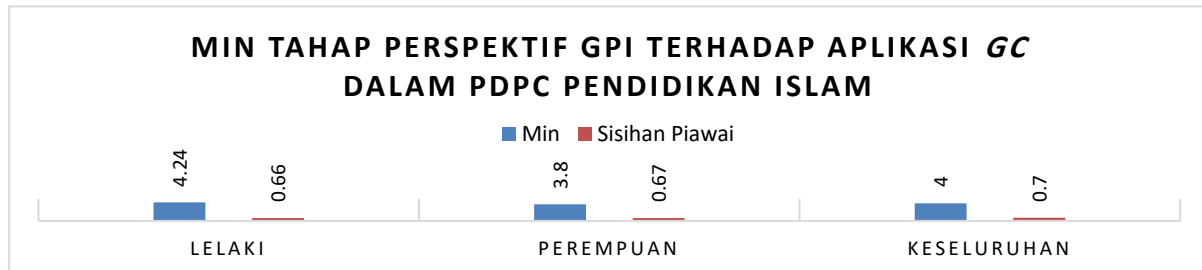 MIN TAHAP PERSPEKTIF GPI TERHADAP APLIKASI GC
DALAM PDPC PENDIDIKAN ISLAM
Min Sisihan Piawai
4.24 0.66 3.8 0.67 4 0.7
LELAKI PEREMPUAN KESELURUHAN